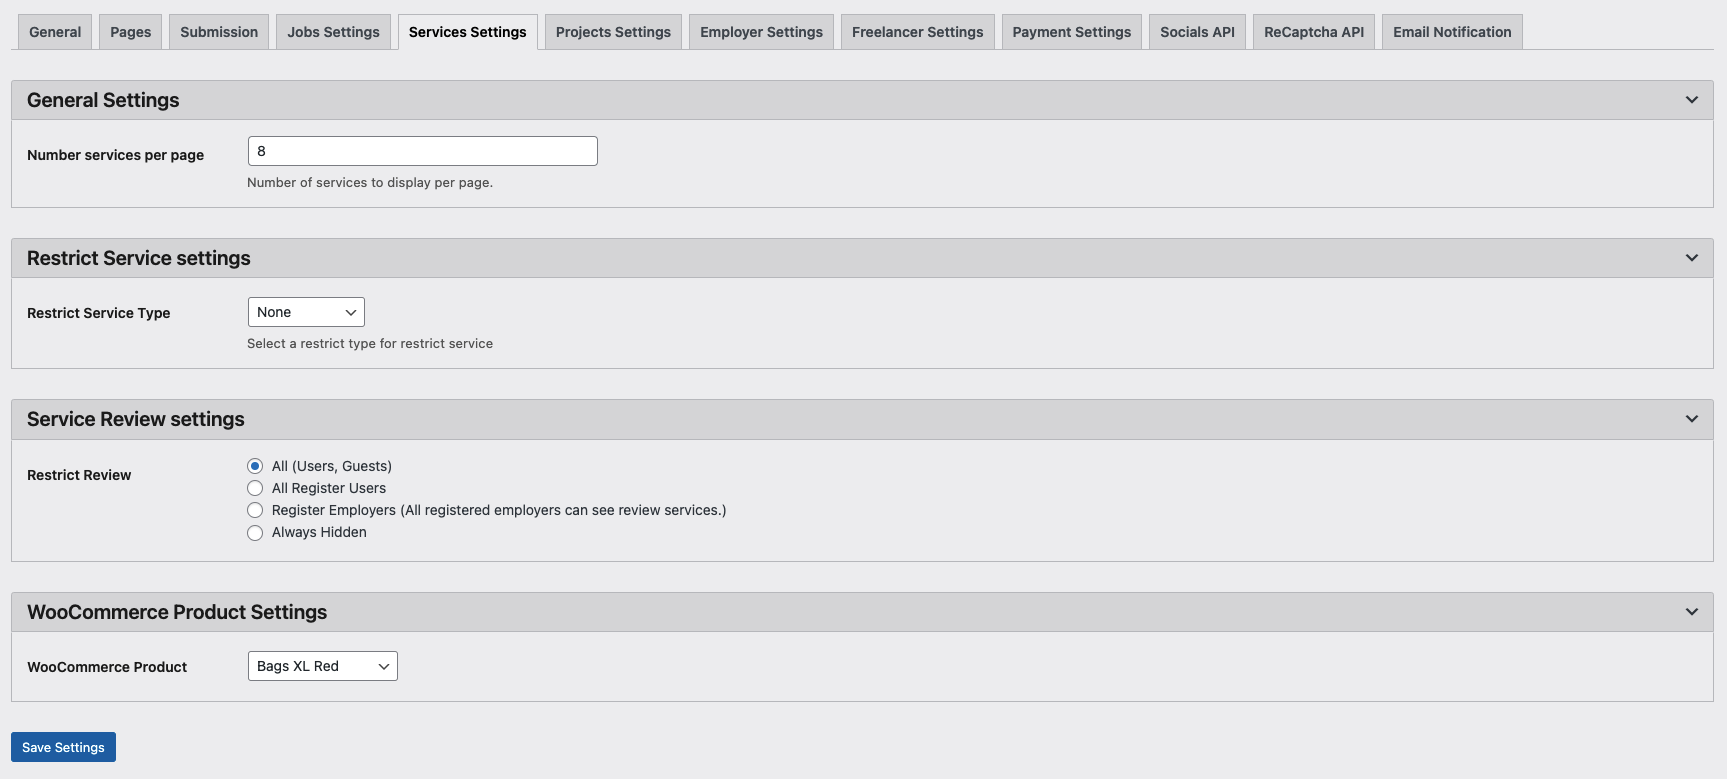 General Pages Submission Jobs Settings Services Settings Projects Settings Employer Settings Freelancer Settings Payment Settings Socials API ReCaptcha API Email Notification
General Settings
Number services per page 8
Number of services to display per page.
Restrict Service settings
Restrict Service Type None
Select a restrict type for restrict service
Service Review settings
Restrict Review
All (Users, Guests)
All Register Users
Register Employers (All registered employers can see review services.)
Always Hidden
WooCommerce Product Settings
WooCommerce Product Bags XL Red
Save Settings